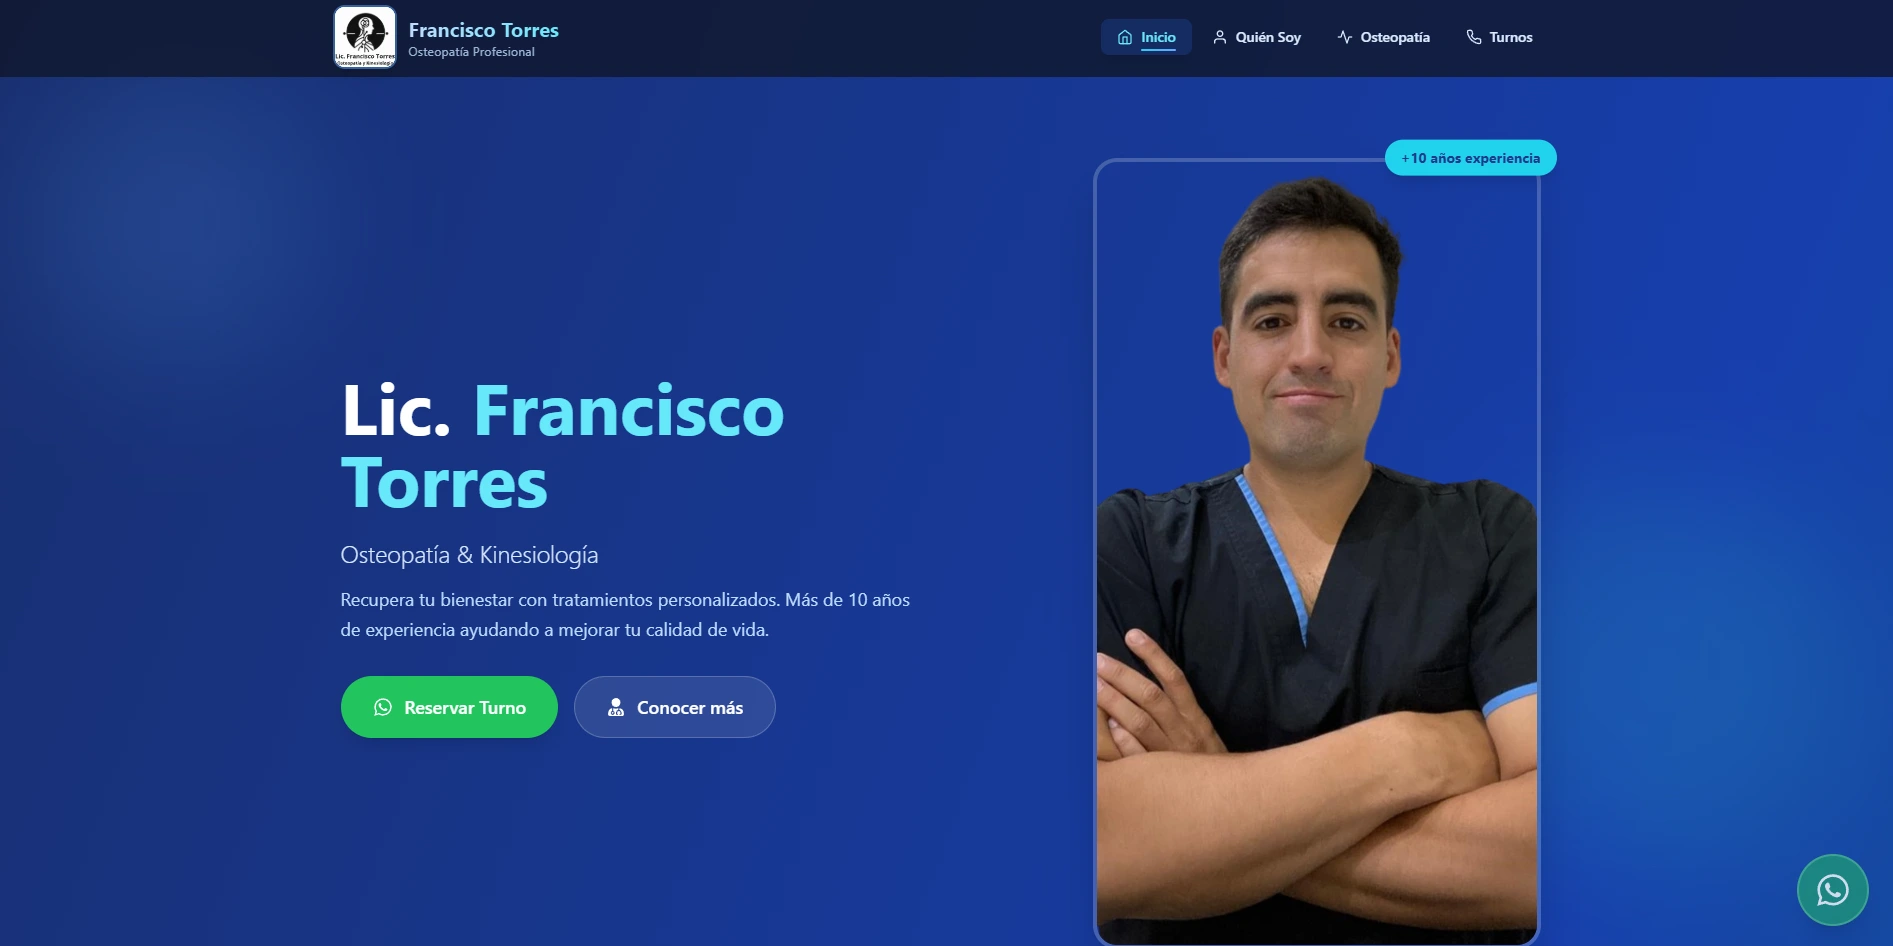 Lic. Francisco Torres
Osteopatía y Kinesiología
Francisco Torres
Osteopatía Profesional
Inicio
Quién Soy
Osteopatía
Turnos
+10 años experiencia
Lic. Francisco
Torres
Osteopatía & Kinesiología
Recupera tu bienestar con tratamientos personalizados. Más de 10 años
de experiencia ayudando a mejorar tu calidad de vida.
Reservar Turno
Conocer más